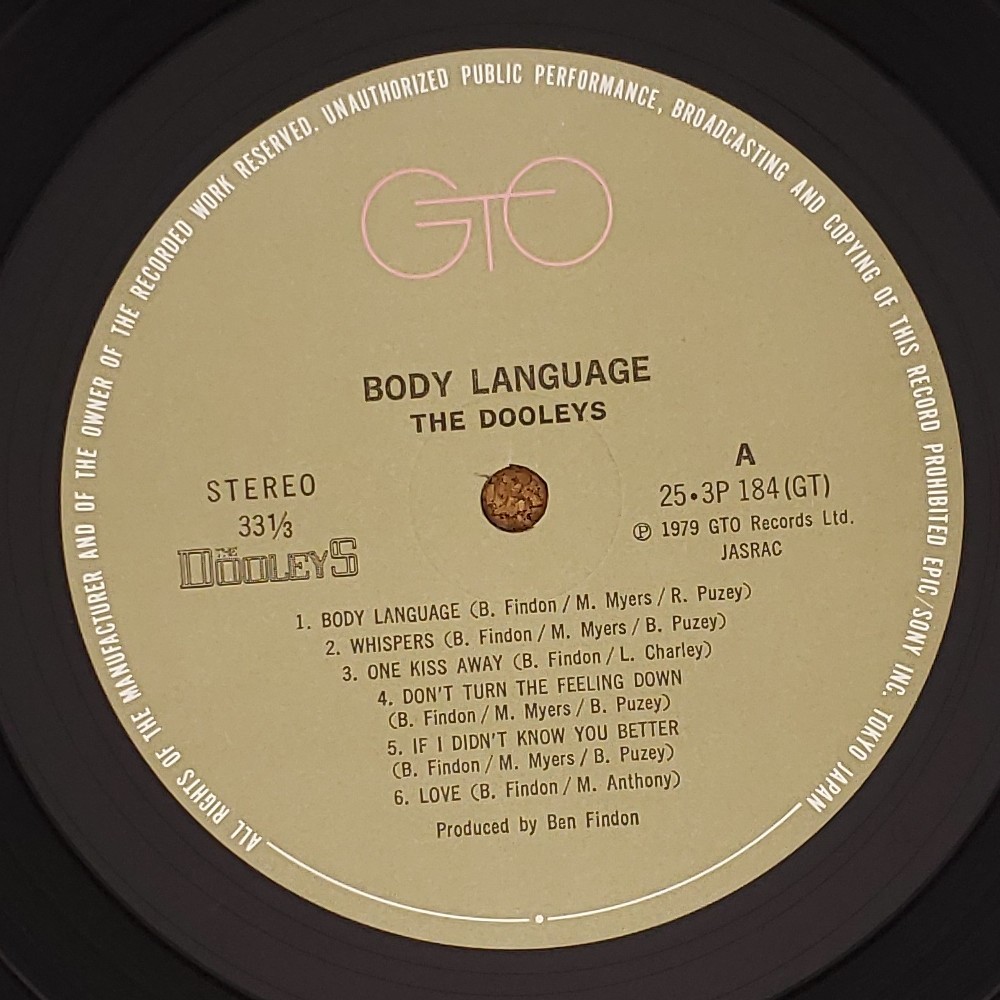 ALL RIGHTS OF THE MANUFACTURER AND OF THE OWNER OF THE RECORDED WORK RESERVED. UNAUTHORIZED PUBLIC PERFORMANCE, BROADCASTING AND COPYING OF THIS RECORD PROHIBITED EPIC/SONY INC. TOKYO JAPAN
GTO
BODY LANGUAGE
THE DOOLEYS
STEREO
33⅓
THE DOOLEYS
A
25•3P 184 (GT)
Ⓟ 1979 GTO Records Ltd.
JASRAC
1. BODY LANGUAGE (B. Findon / M. Myers / R. Puzey)
2. WHISPERS (B. Findon / M. Myers / B. Puzey)
3. ONE KISS AWAY (B. Findon / L. Charley)
4. DON'T TURN THE FEELING DOWN
(B. Findon / M. Myers / B. Puzey)
5. IF I DIDN'T KNOW YOU BETTER
(B. Findon / M. Myers / B. Puzey)
6. LOVE (B. Findon / M. Anthony)
Produced by Ben Findon